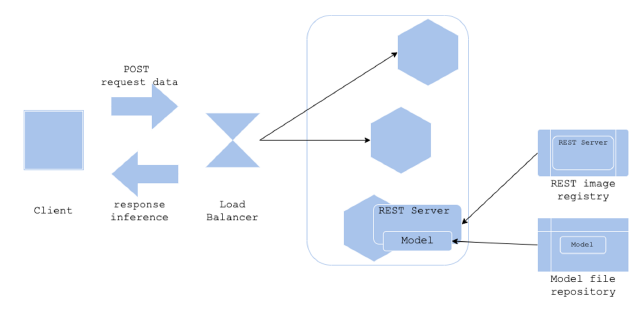 POST
request data
Client
response
inference
Load
Balancer
REST Server
Model
REST Server
REST image
registry
Model
Model file
repository